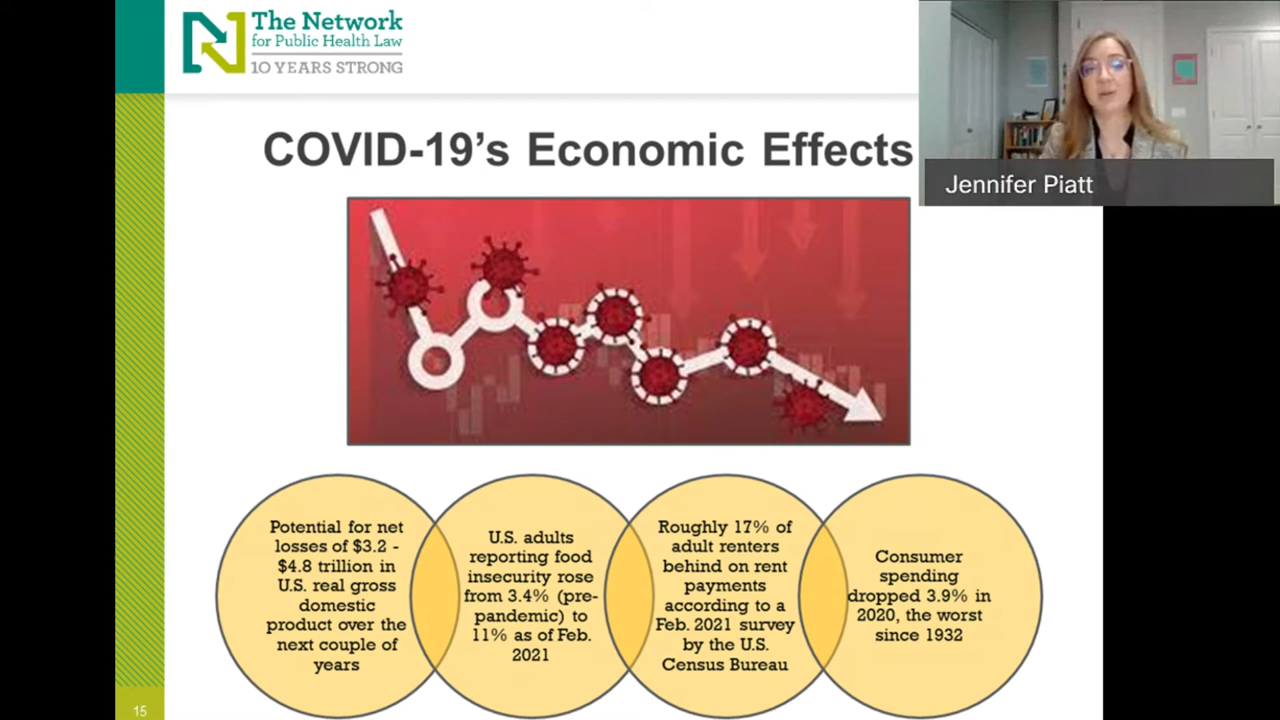 The Network
for Public Health Law
10 YEARS STRONG
Jennifer Piatt
COVID-19’s Economic Effects
Potential for net
losses of $3.2 -
$4.8 trillion in
U.S. real gross
domestic
product over the
next couple of
years
U.S. adults
reporting food
insecurity rose
from 3.4% (pre-
pandemic) to
11% as of Feb.
2021
Roughly 17% of
adult renters
behind on rent
payments
according to a
Feb. 2021 survey
by the U.S.
Census Bureau
Consumer
spending
dropped 3.9% in
2020, the worst
since 1932
15